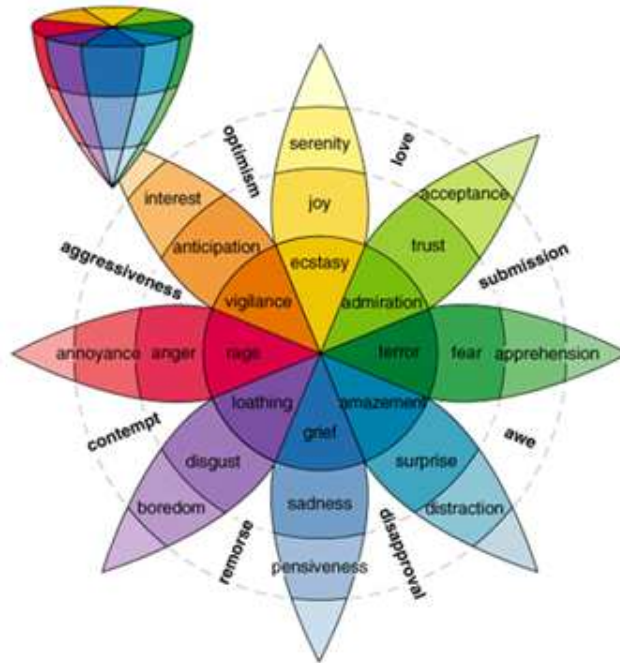 optimism
serenity
love
interest
joy
acceptance
anticipation
trust
aggressiveness
ecstasy
submission
vigilance
admiration
annoyance
anger
rage
terror
fear
apprehension
loathing
amazement
grief
contempt
awe
disgust
surprise
boredom
sadness
distraction
remorse
pensiveness
disapproval